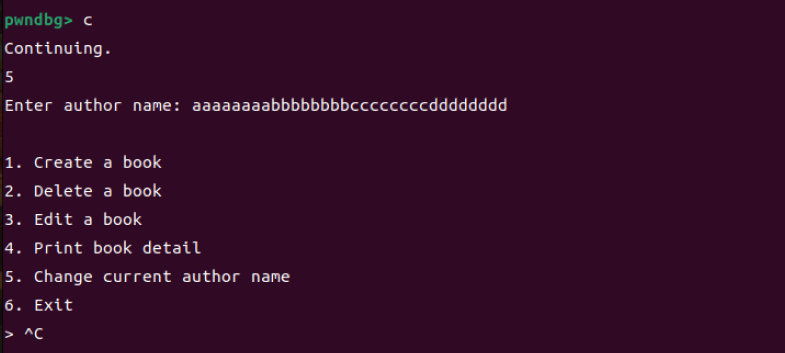 pwndbg> c
Continuing.
5
Enter author name: aaaaaaaabbbbbbbbccccccccdddddddd
1. Create a book
2. Delete a book
3. Edit a book
4. Print book detail
5. Change current author name
6. Exit
> ^C